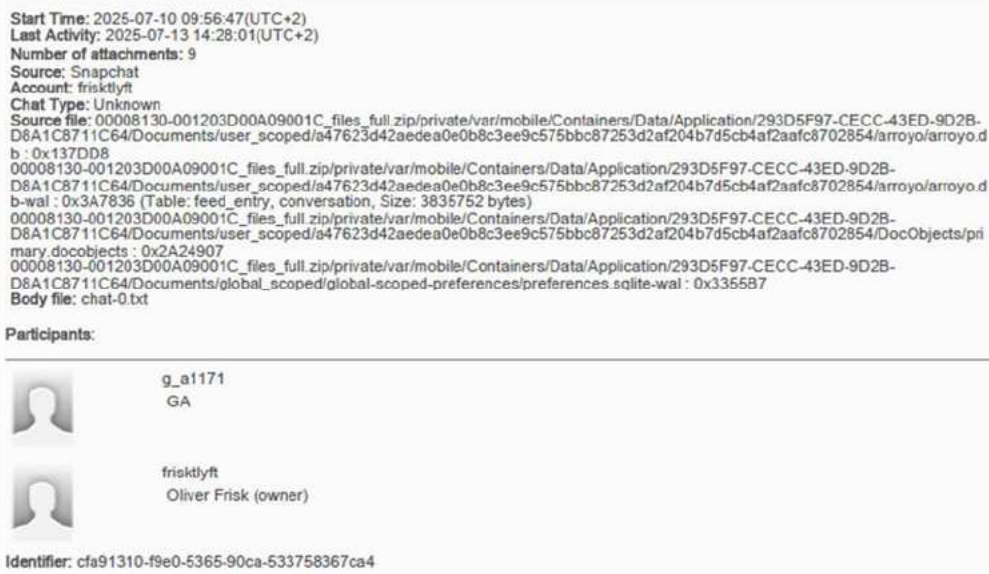 Start Time: 2025-07-10 09:56:47(UTC+2)
Last Activity: 2025-07-13 14:28:01(UTC+2)
Number of attachments: 9
Source: Snapchat
Account: frisktlyft
Chat Type: Unknown
Source file: 00008130-001203D00A09001C_files_full.zip/private/var/mobile/Containers/Data/Application/293D5F97-CECC-43ED-9D2B-
D8A1C8711C64/Documents/user_scoped/a47623d42aedea0e0b8c3ee9c575bbc87253d2af204b7d5cb4af2aafc8702854/arroyo/arroyo.d
b : 0x137DD8
00008130-001203D00A09001C_files_full.zip/private/var/mobile/Containers/Data/Application/293D5F97-CECC-43ED-9D2B-
D8A1C8711C64/Documents/user_scoped/a47623d42aedea0e0b8c3ee9c575bbc87253d2af204b7d5cb4af2aafc8702854/arroyo/arroyo.d
b-wal : 0x3A7836 (Table: feed_entry, conversation, Size: 3835752 bytes)
00008130-001203D00A09001C_files_full.zip/private/var/mobile/Containers/Data/Application/293D5F97-CECC-43ED-9D2B-
D8A1C8711C64/Documents/user_scoped/a47623d42aedea0e0b8c3ee9c575bbc87253d2af204b7d5cb4af2aafc8702854/DocObjects/pri
mary.docobjects : 0x2A24907
00008130-001203D00A09001C_files_full.zip/private/var/mobile/Containers/Data/Application/293D5F97-CECC-43ED-9D2B-
D8A1C8711C64/Documents/global_scoped/global-scoped-preferences/preferences.sqlite-wal : 0x3355B7
Body file: chat-0.txt
Participants:
g_a1171
GA
frisktlyft
Oliver Frisk (owner)
Identifier: cfa91310-f9e0-5365-90ca-533758367ca4